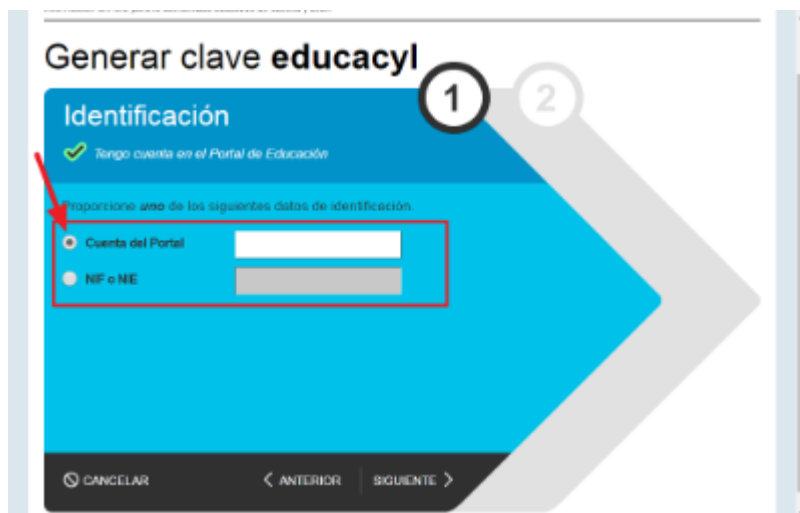 Generar clave educacyl
1
2
Identificación
Tengo cuenta en el Portal de Educación
Proporcione uno de los siguientes datos de identificación.
Cuenta del Portal
NIF o NIE
CANCELAR
ANTERIOR
SIGUIENTE